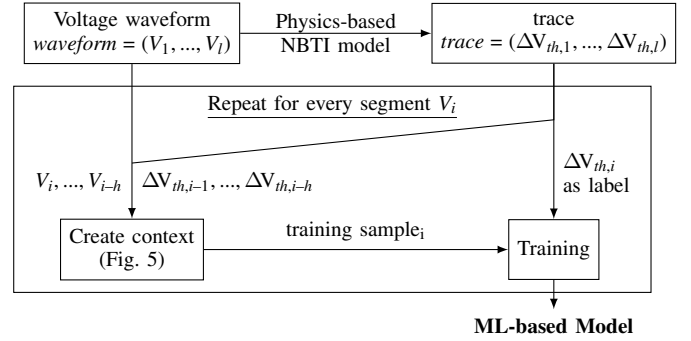 Voltage waveform
waveform = (V₁, ..., Vₗ)
Physics-based
NBTI model
trace
trace = (ΔVth,1, ..., ΔVth,l)
Repeat for every segment Vᵢ
Vᵢ, ..., Vi–h
ΔVth,i–1, ..., ΔVth,i–h
ΔVth,i
as label
Create context
(Fig. 5)
training sampleᵢ
Training
ML-based Model